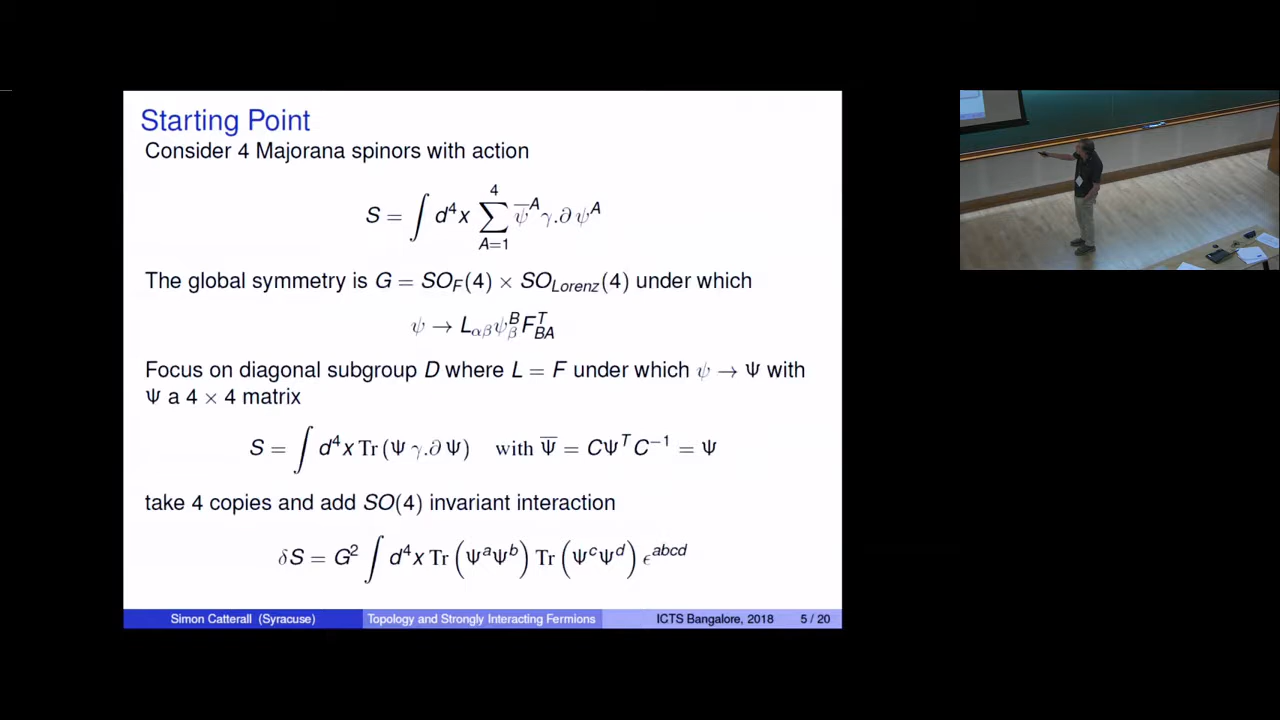 Starting Point
Consider 4 Majorana spinors with action
S = ∫ d⁴x ∑_{A=1}^{4} ψ̄^A γ.∂ ψ^A
The global symmetry is G = SO_F(4) × SO_Lorenz(4) under which
ψ → L_{αβ} ψ_β^B F_{BA}^T
Focus on diagonal subgroup D where L = F under which ψ → Ψ with
Ψ a 4 × 4 matrix
S = ∫ d⁴x Tr (Ψ γ.∂ Ψ) with Ψ̄ = CΨ^T C^{-1} = Ψ
take 4 copies and add SO(4) invariant interaction
δS = G² ∫ d⁴x Tr (Ψ^a Ψ^b) Tr (Ψ^c Ψ^d) ϵ^{abcd}
Simon Catterall (Syracuse) Topology and Strongly Interacting Fermions ICTS Bangalore, 2018 5 / 20